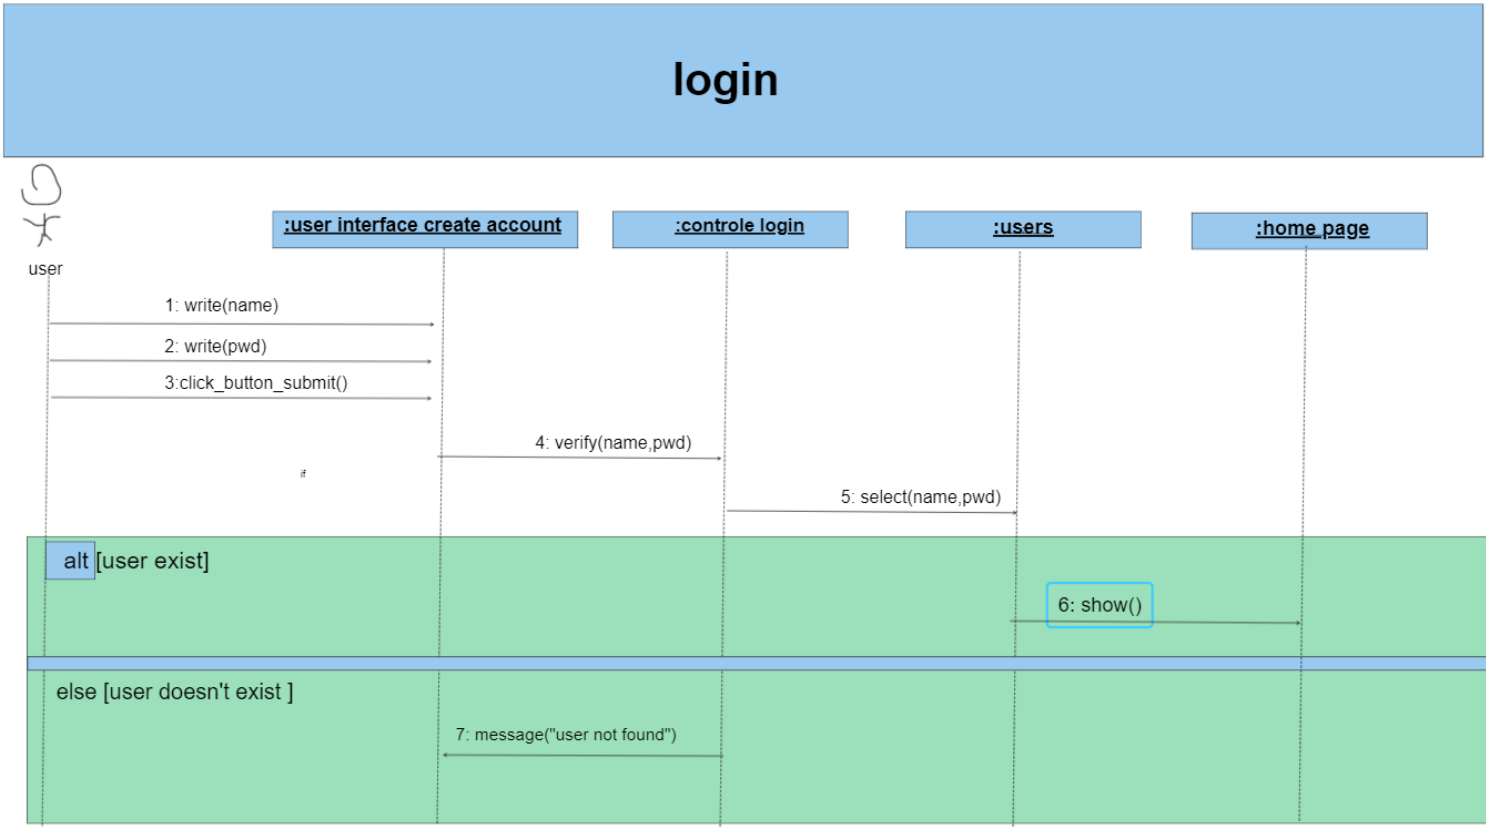 login
:user interface create account
:controle login
:users
:home page
user
1: write(name)
2: write(pwd)
3:click_button_submit()
4: verify(name,pwd)
if
5: select(name,pwd)
alt [user exist]
6: show()
else [user doesn't exist ]
7: message("user not found")